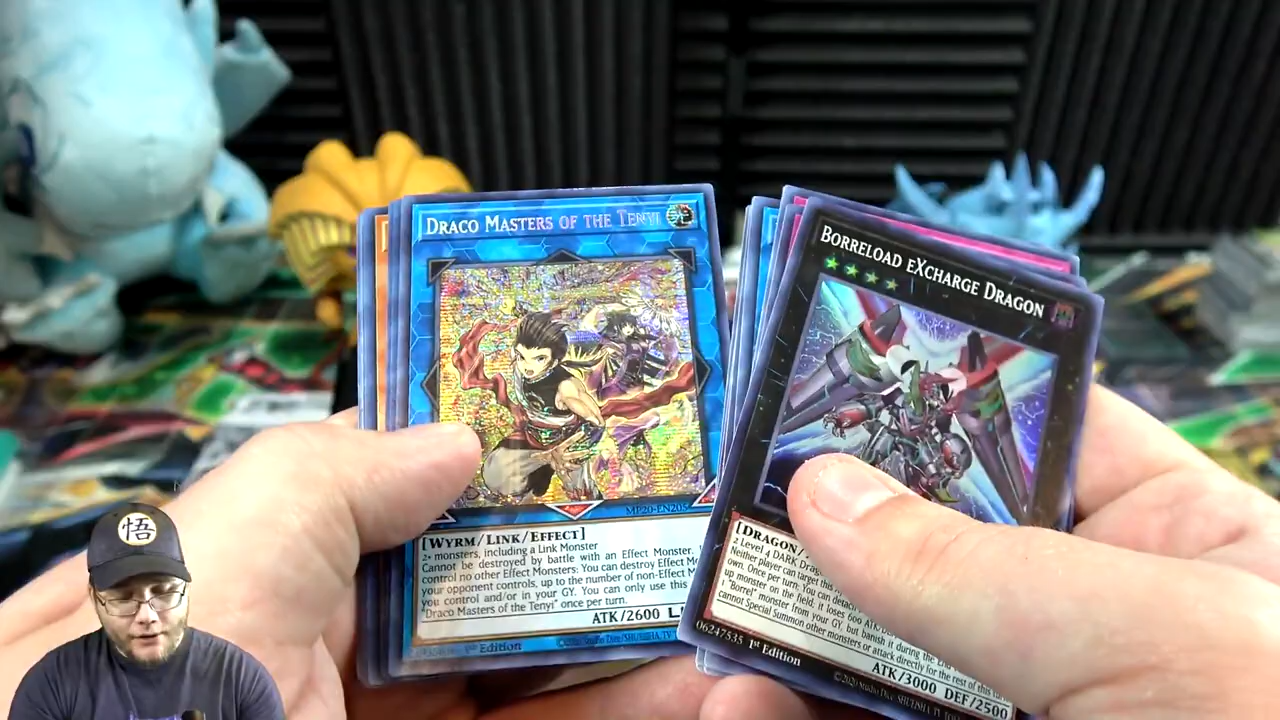 DRACO MASTERS OF THE TENYI
MP20-EN205
[WYRM/LINK/EFFECT]
2+ monsters, including a Link Monster
Cannot be destroyed by battle with an Effect Monster.
control no other Effect Monsters: You can destroy Effect
your opponent controls, up to the number of non-Effect
you control and/or in your GY. You can only use this
"Draco Masters of the Tenyi" once per turn.
ATK/2600
1st Edition
BORRELOAD EXCHARGE DRAGON
[DRAGON/
2 Level 4 DARK
Neither player can target this
own. Once per turn: You can detach
up monster on the field; it loses 600 ATK
1 "Borrel" monster from your GY, but banish it during the End
cannot Special Summon other monsters or attack directly for the rest of this
ATK/3000 DEF/2500
06247535 1st Edition
悟